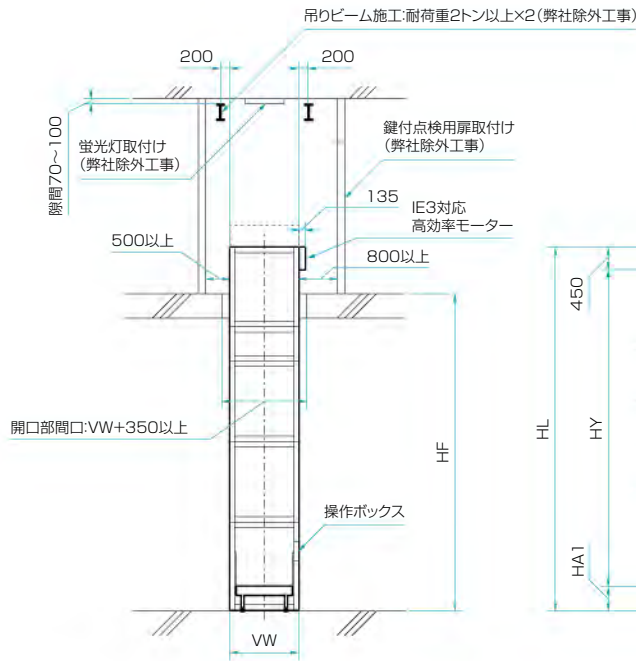 吊りビーム施工:耐荷重2トン以上×2(弊社除外工事)
200
200
隙間70～100
蛍光灯取付け
(弊社除外工事)
鍵付点検用扉取付け
(弊社除外工事)
135
IE3対応
高効率モーター
500以上
800以上
450
開口部間口:VW+350以上
HF
HL
HY
操作ボックス
HA1
VW